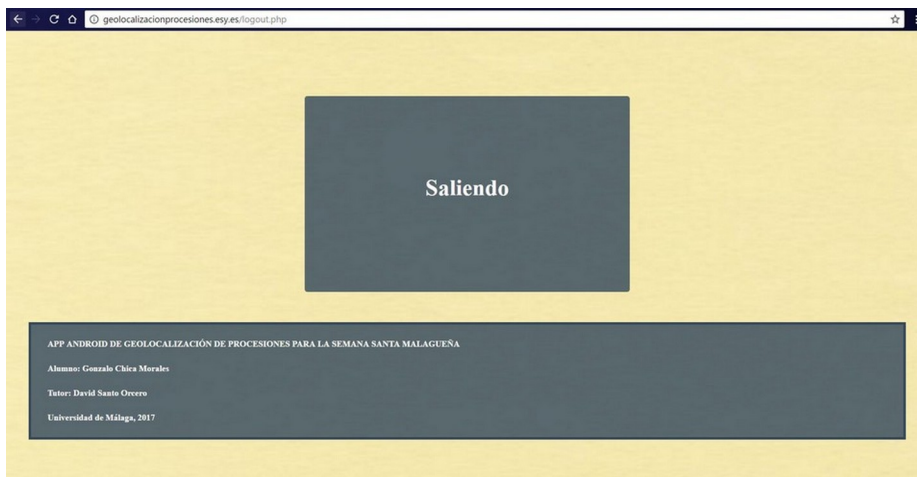 geolocalizacionprocesiones.esy.es/logout.php
Saliendo
APP ANDROID DE GEOLOCALIZACIÓN DE PROCESIONES PARA LA SEMANA SANTA MALAGUEÑA
Alumno: Gonzalo Chica Morales
Tutor: David Santo Orcero
Universidad de Málaga, 2017